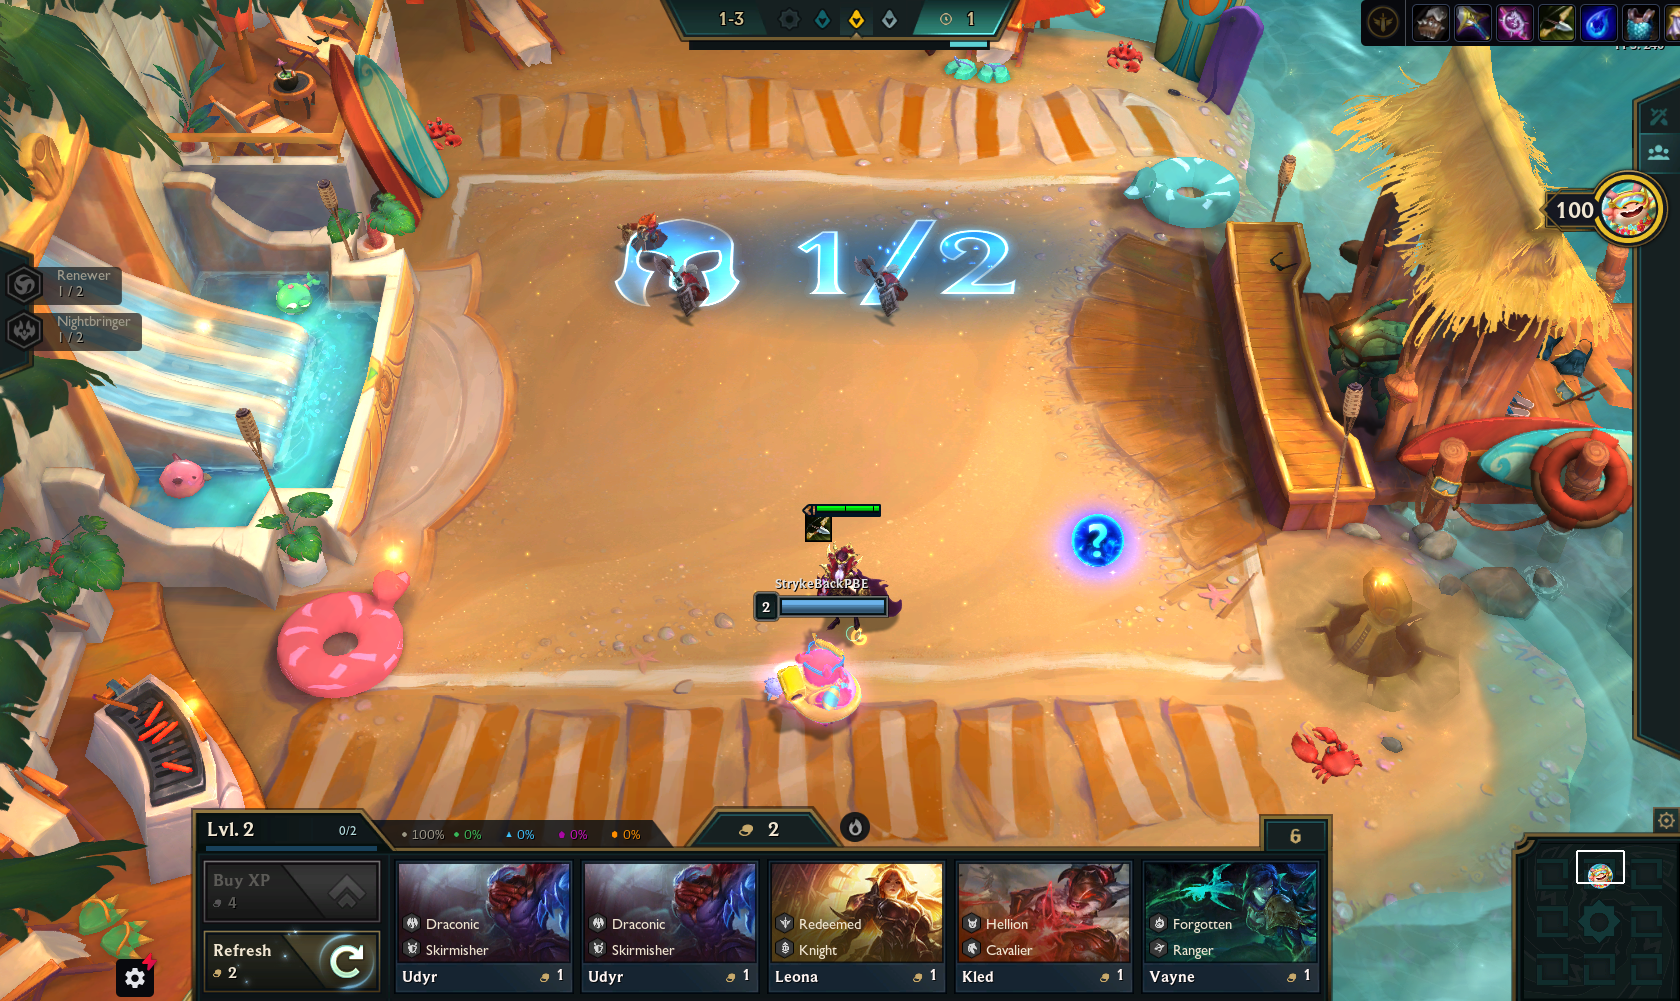 1-3
1
100
Renewer
1 / 2
Nightbringer
1 / 2
1/2
?
StrykeBackPBE
2
Lvl. 2
0/2
100%
0%
0%
0%
0%
2
6
Buy XP
4
Refresh
2
Draconic
Skirmisher
Udyr
1
Draconic
Skirmisher
Udyr
1
Redeemed
Knight
Leona
1
Hellion
Cavalier
Kled
1
Forgotten
Ranger
Vayne
1